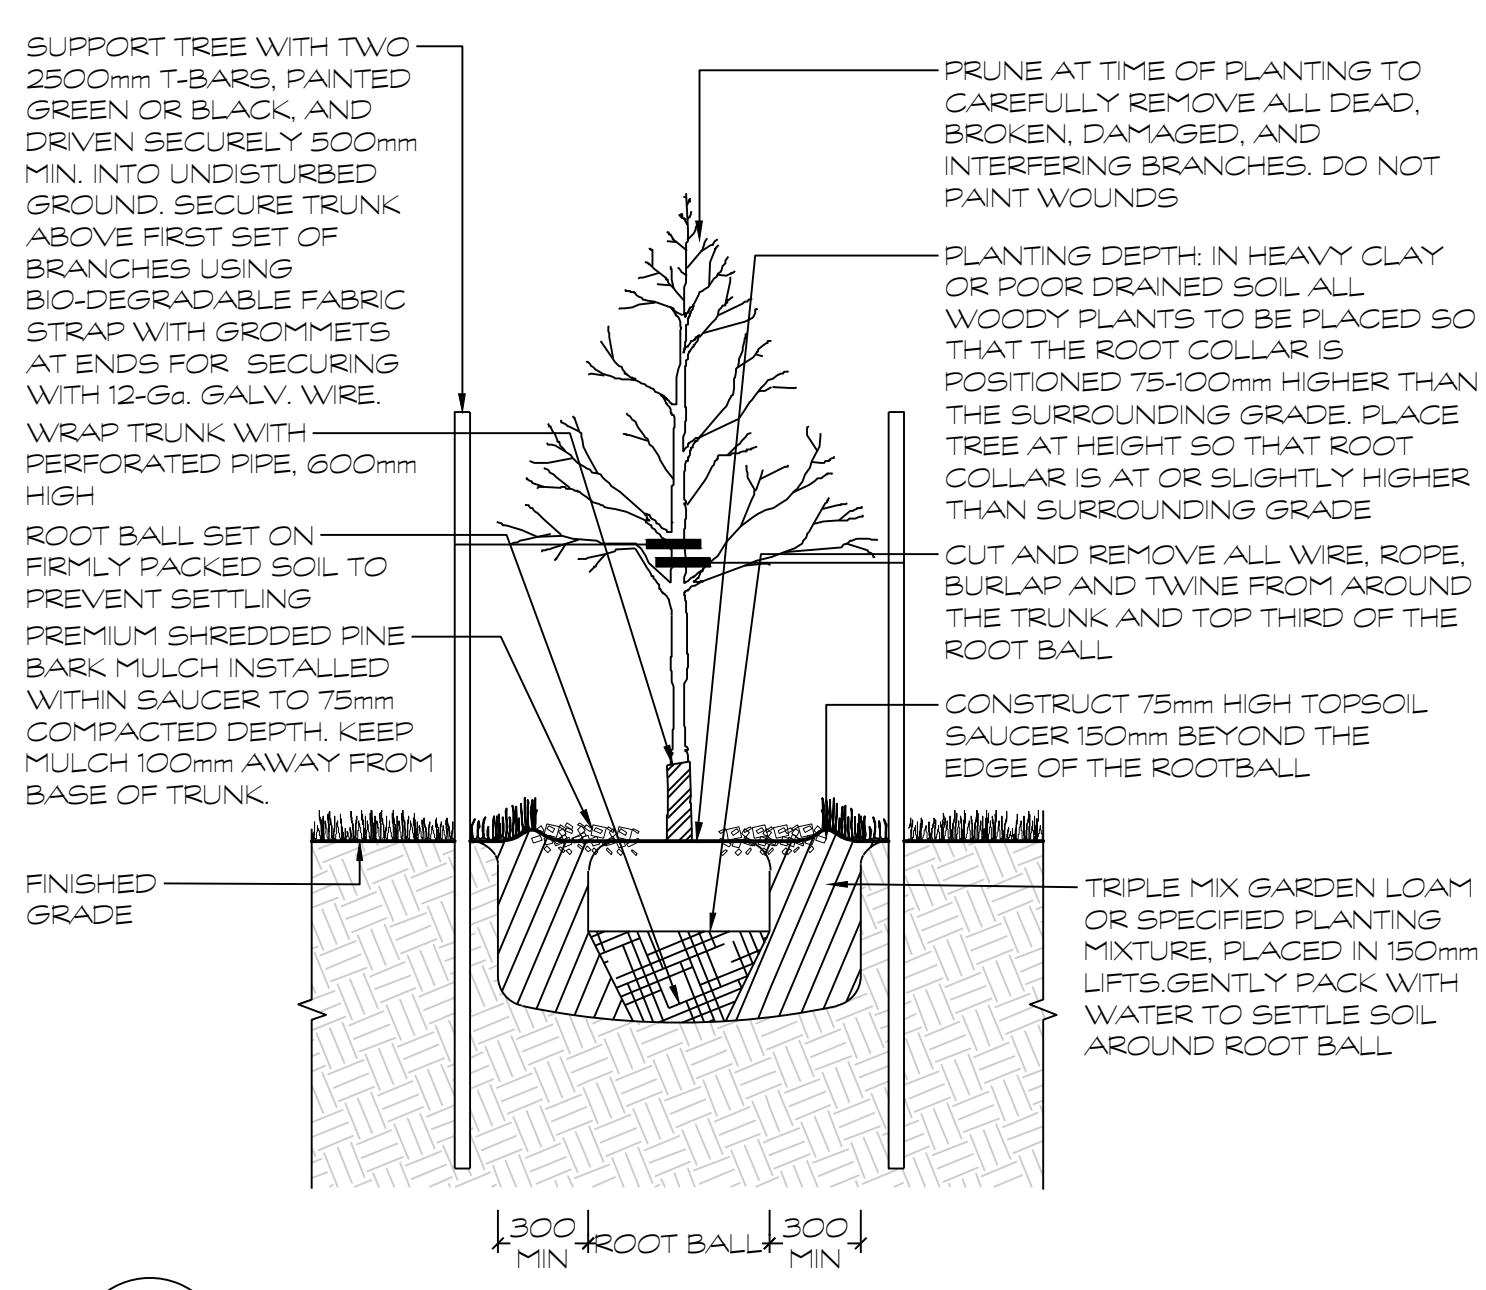 SUPPORT TREE WITH TWO
2500mm T-BARS, PAINTED
GREEN OR BLACK, AND
DRIVEN SECURELY 500mm
MIN. INTO UNDISTURBED
GROUND. SECURE TRUNK
ABOVE FIRST SET OF
BRANCHES USING
BIO-DEGRADABLE FABRIC
STRAP WITH GROMMETS
AT ENDS FOR SECURING
WITH 12-Ga. GALV. WIRE.
WRAP TRUNK WITH
PERFORATED PIPE, 600mm
HIGH
ROOT BALL SET ON
FIRMLY PACKED SOIL TO
PREVENT SETTLING
PREMIUM SHREDDED PINE
BARK MULCH INSTALLED
WITHIN SAUCER TO 75mm
COMPACTED DEPTH. KEEP
MULCH 100mm AWAY FROM
BASE OF TRUNK.
FINISHED
GRADE
PRUNE AT TIME OF PLANTING TO
CAREFULLY REMOVE ALL DEAD,
BROKEN, DAMAGED, AND
INTERFERING BRANCHES. DO NOT
PAINT WOUNDS
PLANTING DEPTH: IN HEAVY CLAY
OR POOR DRAINED SOIL ALL
WOODY PLANTS TO BE PLACED SO
THAT THE ROOT COLLAR IS
POSITIONED 75-100mm HIGHER THAN
THE SURROUNDING GRADE. PLACE
TREE AT HEIGHT SO THAT ROOT
COLLAR IS AT OR SLIGHTLY HIGHER
THAN SURROUNDING GRADE
CUT AND REMOVE ALL WIRE, ROPE,
BURLAP AND TWINE FROM AROUND
THE TRUNK AND TOP THIRD OF THE
ROOT BALL
CONSTRUCT 75mm HIGH TOPSOIL
SAUCER 150mm BEYOND THE
EDGE OF THE ROOTBALL
TRIPLE MIX GARDEN LOAM
OR SPECIFIED PLANTING
MIXTURE, PLACED IN 150mm
LIFTS.GENTLY PACK WITH
WATER TO SETTLE SOIL
AROUND ROOT BALL
300
MIN
ROOT BALL
300
MIN